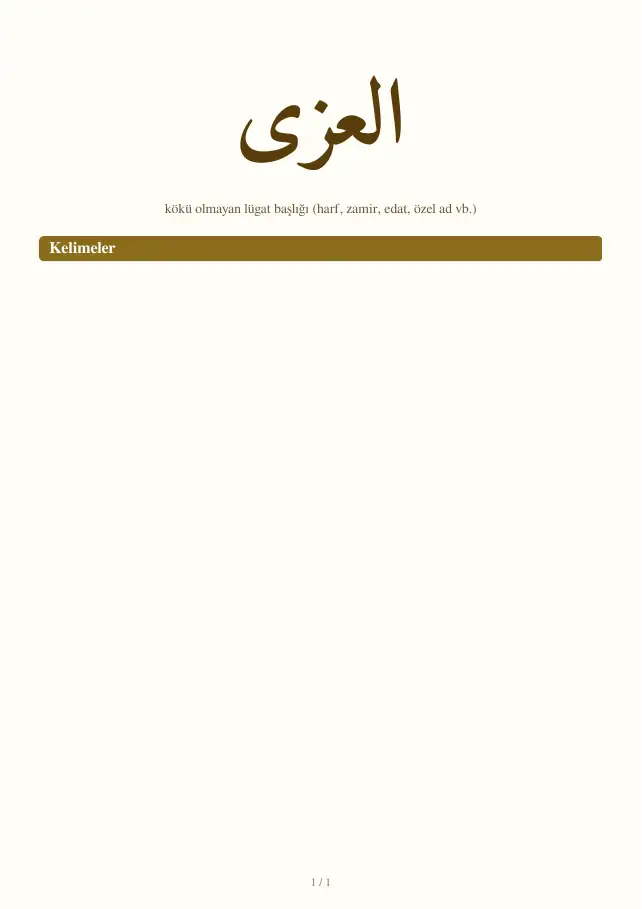 العزى
kökü olmayan lügat başlığı (harf, zamir, edat, özel ad vb.)
Kelimeler
1 / 1